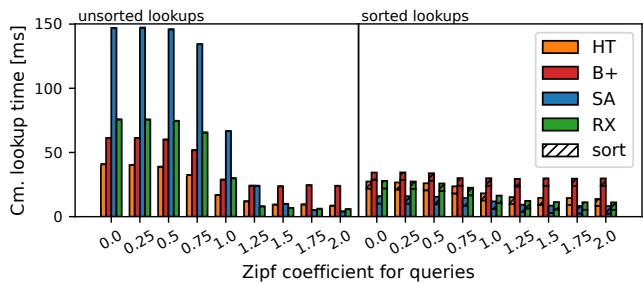 unsorted lookups
sorted lookups
Cm. lookup time [ms]
150
100
50
0
HT
B+
SA
RX
sort
0.0 0.25 0.5 0.75 1.0 1.25 1.5 1.75 2.0
0.0 0.25 0.5 0.75 1.0 1.25 1.5 1.75 2.0
Zipf coefficient for queries